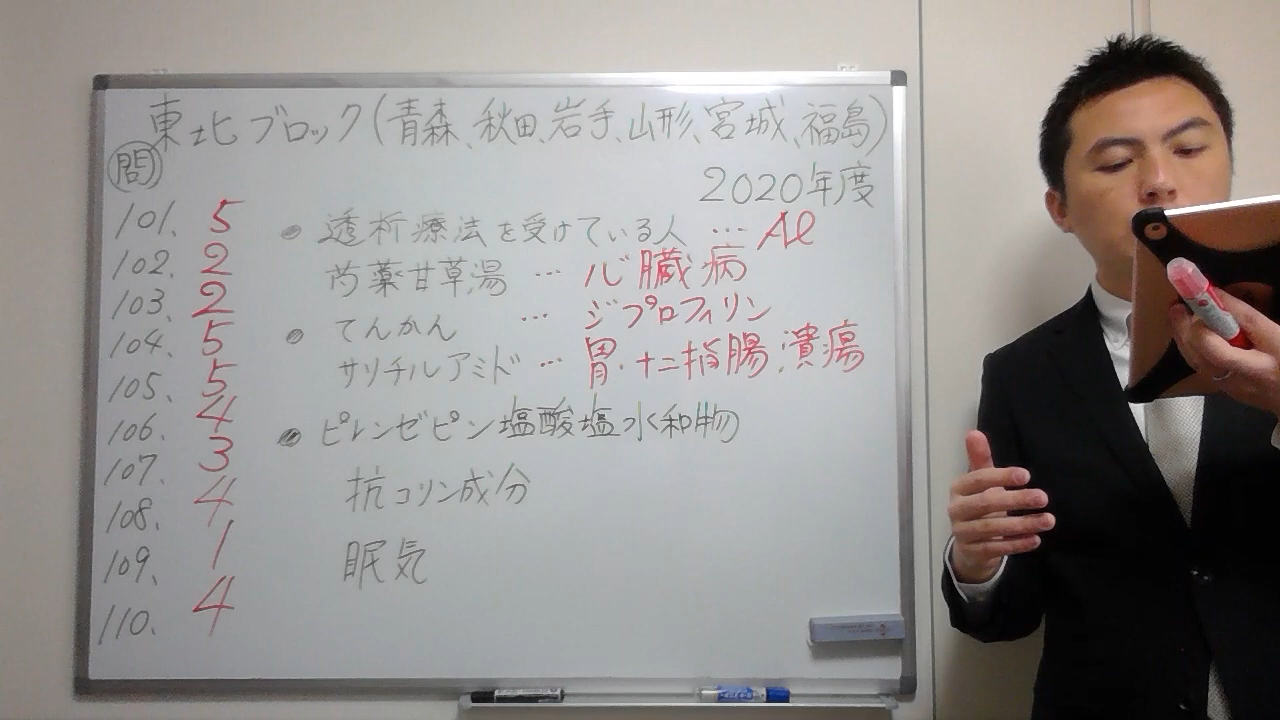 東北ブロック(青森、秋田、岩手、山形、宮城、福島)
2020年度
問
101. 5
102. 2
103. 2
104. 5
105. 5
106. 4
107. 3
108. 4
109. 1
110. 4
● 透析療法を受けている人 … Al
芍薬甘草湯 … 心臓病
● てんかん … ジプロフィリン
サリチルアミド … 胃・十二指腸潰瘍
● ピレンゼピン塩酸塩水和物
抗コリン成分
眠気